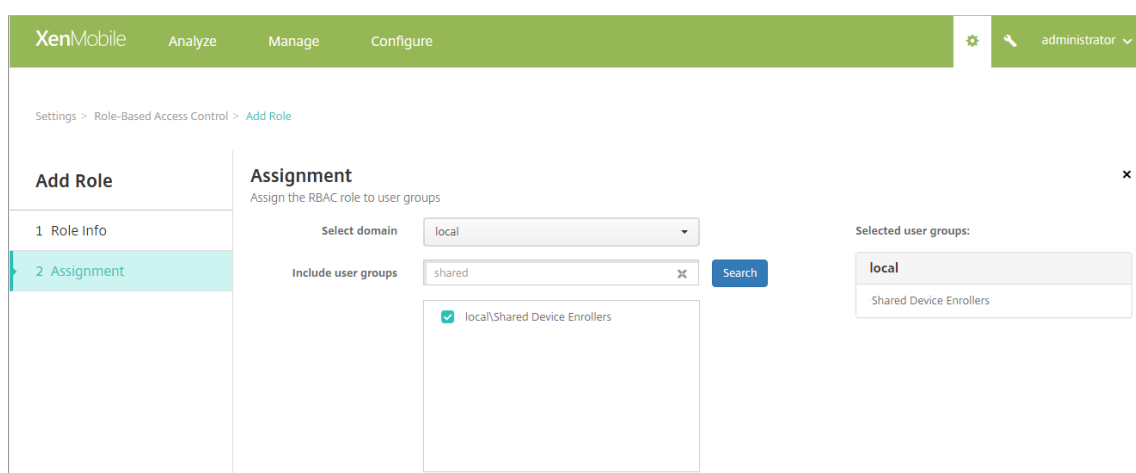 XenMobile Analyze Manage Configure administrator
Settings > Role-Based Access Control > Add Role
Add Role
1 Role Info
2 Assignment
Assignment
Assign the RBAC role to user groups
Select domain local
Include user groups shared Search
local\Shared Device Enrollers
Selected user groups:
local
Shared Device Enrollers